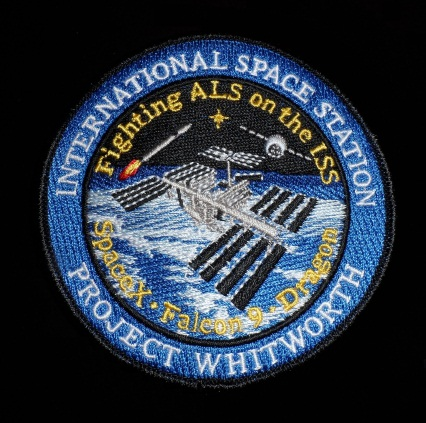 INTERNATIONAL SPACE STATION
Fighting ALS on the ISS
SpaceX · Falcon 9 · Dragon
PROJECT WHITWORTH